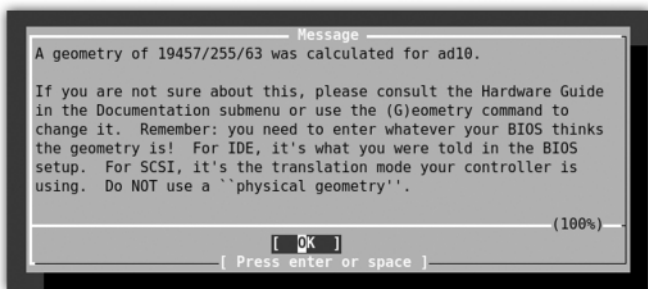 Message
A geometry of 19457/255/63 was calculated for ad10.
If you are not sure about this, please consult the Hardware Guide
in the Documentation submenu or use the (G)eometry command to
change it.  Remember: you need to enter whatever your BIOS thinks
the geometry is!  For IDE, it's what you were told in the BIOS
setup.  For SCSI, it's the translation mode your controller is
using.  Do NOT use a ``physical geometry''.
(100%)
[  OK  ]
[ Press enter or space ]